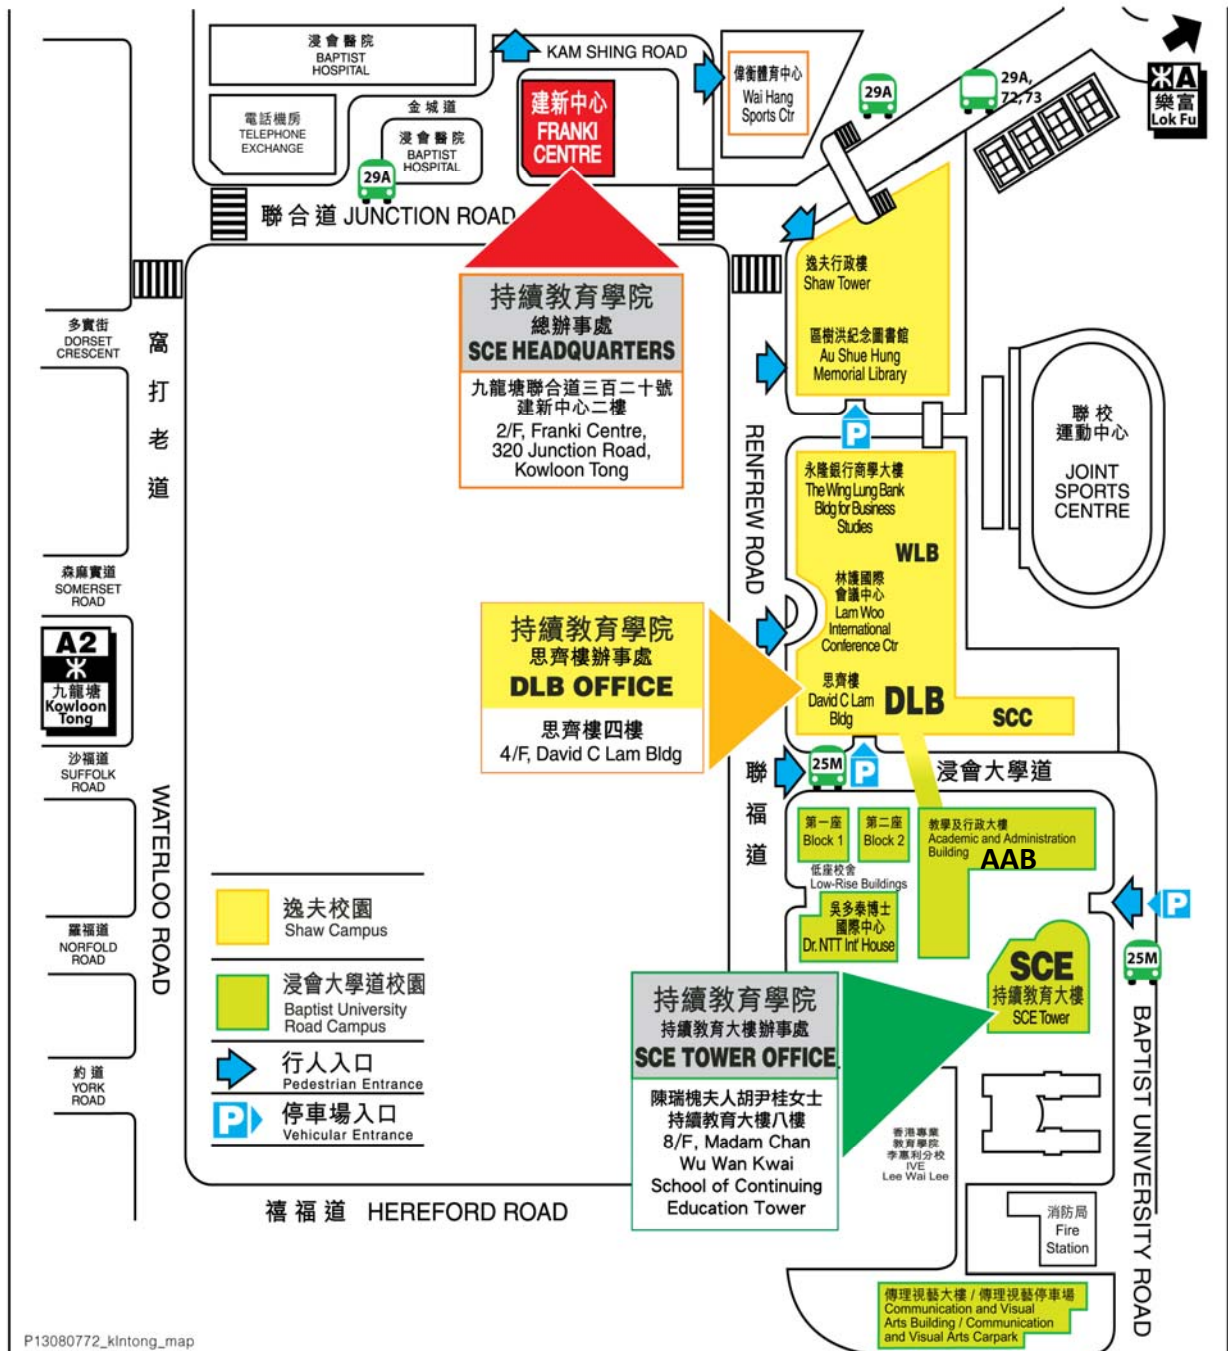 浸會醫院
BAPTIST
HOSPITAL
KAM SHING ROAD
電話機房
TELEPHONE
EXCHANGE
金城道
浸會醫院
BAPTIST
HOSPITAL
29A
建新中心
FRANKI
CENTRE
偉衡體育中心
Wai Hang
Sports Ctr
29A
29A,
72,73
A
樂富
Lok Fu
聯合道 JUNCTION ROAD
多實街
DORSET
CRESCENT
窩打老道
持續教育學院
總辦事處
SCE HEADQUARTERS
九龍塘聯合道三百二十號
建新中心二樓
2/F, Franki Centre,
320 Junction Road,
Kowloon Tong
逸夫行政樓
Shaw Tower
區樹洪紀念圖書館
Au Shue Hung
Memorial Library
P
RENFREW ROAD
聯校
運動中心
JOINT
SPORTS
CENTRE
永隆銀行商學大樓
The Wing Lung Bank
Bldg for Business
Studies
WLB
林護國際
會議中心
Lam Woo
International
Conference Ctr
思齊樓
David C Lam
Bldg
DLB
SCC
森麻實道
SOMERSET
ROAD
A2
九龍塘
Kowloon
Tong
沙福道
SUFFOLK
ROAD
持續教育學院
思齊樓辦事處
DLB OFFICE
思齊樓四樓
4/F, David C Lam Bldg
聯福道
25M
P
浸會大學道
WATERLOO ROAD
第一座
Block 1
第二座
Block 2
低座校舍
Low-Rise Buildings
教學及行政大樓
Academic and Administration
Building
AAB
吳多泰博士
國際中心
Dr. NTT Int' House
P
25M
SCE
持續教育大樓
SCE Tower
羅福道
NORFOLD
ROAD
約道
YORK
ROAD
逸夫校園
Shaw Campus
浸會大學道校園
Baptist University
Road Campus
行人入口
Pedestrian Entrance
P
停車場入口
Vehicular Entrance
持續教育學院
持續教育大樓辦事處
SCE TOWER OFFICE
陳瑞槐夫人胡尹桂女士
持續教育大樓八樓
8/F, Madam Chan
Wu Wan Kwai
School of Continuing
Education Tower
香港專業
教育學院
李惠利分校
IVE
Lee Wai Lee
BAPTIST UNIVERSITY ROAD
消防局
Fire
Station
禧福道 HEREFORD ROAD
傳理視藝大樓 / 傳理視藝停車場
Communication and Visual
Arts Building / Communication
and Visual Arts Carpark
P13080772_klntong_map